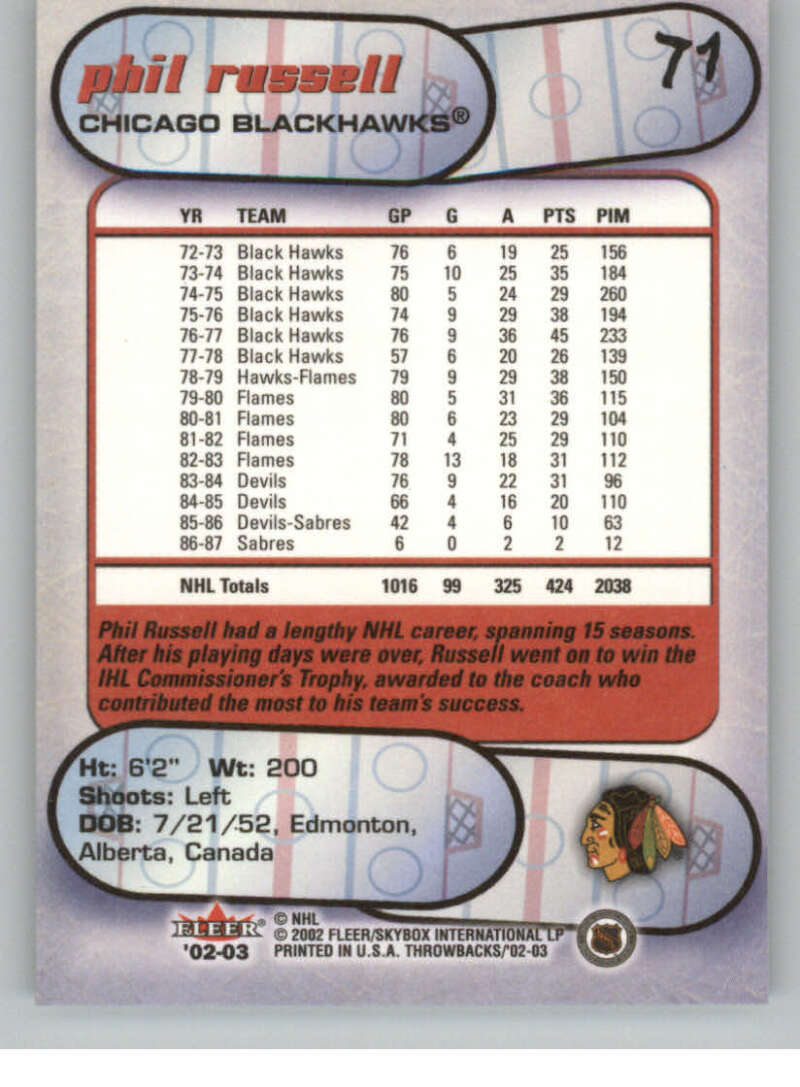 phil russell
CHICAGO BLACKHAWKS®
71
YR TEAM GP G A PTS PIM
72-73 Black Hawks 76 6 19 25 156
73-74 Black Hawks 75 10 25 35 184
74-75 Black Hawks 80 5 24 29 260
75-76 Black Hawks 74 9 29 38 194
76-77 Black Hawks 76 9 36 45 233
77-78 Black Hawks 57 6 20 26 139
78-79 Hawks-Flames 79 9 29 38 150
79-80 Flames 80 5 31 36 115
80-81 Flames 80 6 23 29 104
81-82 Flames 71 4 25 29 110
82-83 Flames 78 13 18 31 112
83-84 Devils 76 9 22 31 96
84-85 Devils 66 4 16 20 110
85-86 Devils-Sabres 42 4 6 10 63
86-87 Sabres 6 0 2 2 12
NHL Totals 1016 99 325 424 2038
Phil Russell had a lengthy NHL career, spanning 15 seasons.
After his playing days were over, Russell went on to win the
IHL Commissioner's Trophy, awarded to the coach who
contributed the most to his team's success.
Ht: 6'2" Wt: 200
Shoots: Left
DOB: 7/21/52, Edmonton,
Alberta, Canada
FLEER®
'02-03
© NHL
© 2002 FLEER/SKYBOX INTERNATIONAL LP
PRINTED IN U.S.A. THROWBACKS/'02-03
NHL